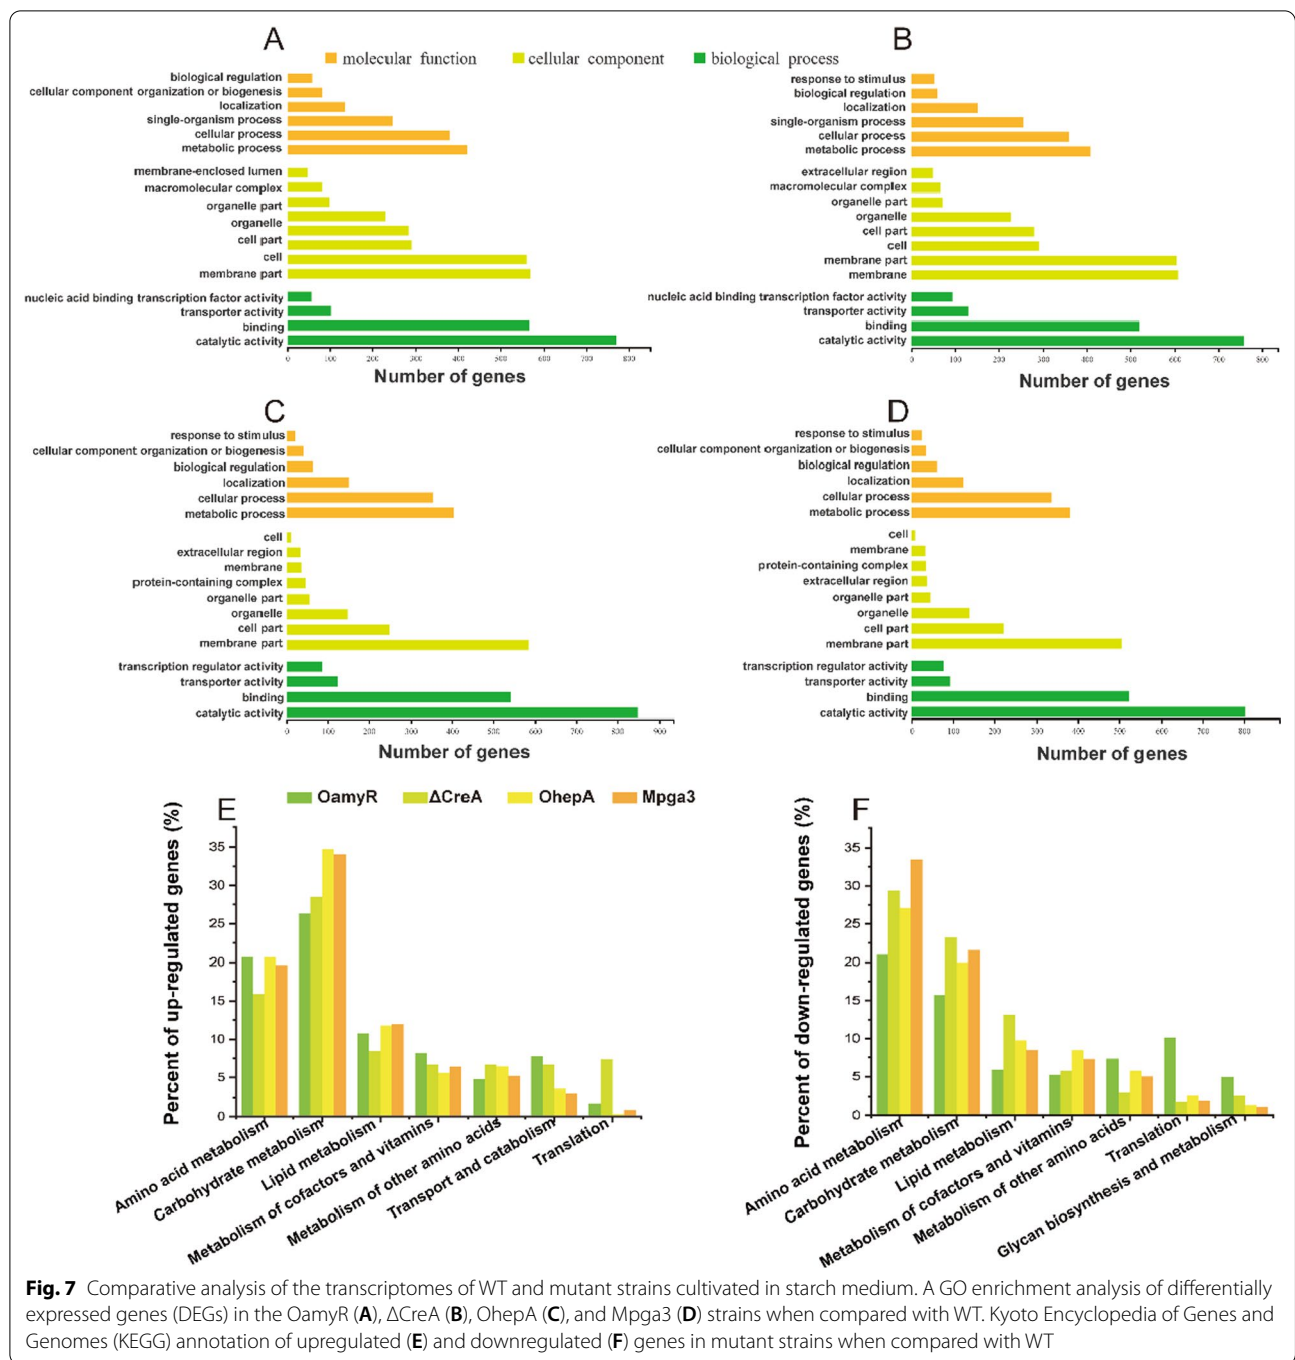 A
B
molecular function
cellular component
biological process
biological regulation
cellular component organization or biogenesis
localization
single-organism process
cellular process
metabolic process
membrane-enclosed lumen
macromolecular complex
organelle part
organelle
cell part
cell
membrane part
nucleic acid binding transcription factor activity
transporter activity
binding
catalytic activity
0 100 200 300 400 500 600 700 800
Number of genes
response to stimulus
biological regulation
localization
single-organism process
cellular process
metabolic process
extracellular region
macromolecular complex
organelle part
organelle
cell part
cell
membrane part
membrane
nucleic acid binding transcription factor activity
transporter activity
binding
catalytic activity
0 100 200 300 400 500 600 700 800
Number of genes
C
response to stimulus
cellular component organization or biogenesis
biological regulation
localization
cellular process
metabolic process
cell
extracellular region
membrane
protein-containing complex
organelle part
organelle
cell part
membrane part
transcription regulator activity
transporter activity
binding
catalytic activity
0 100 200 300 400 500 600 700 800 900
Number of genes
D
response to stimulus
cellular component organization or biogenesis
biological regulation
localization
cellular process
metabolic process
cell
membrane
protein-containing complex
extracellular region
organelle part
organelle
cell part
membrane part
transcription regulator activity
transporter activity
binding
catalytic activity
0 100 200 300 400 500 600 700 800
Number of genes
E
OamyR
ΔCreA
OhepA
Mpga3
Percent of up-regulated genes (%)
35
30
25
20
15
10
5
0
Amino acid metabolism
Carbohydrate metabolism
Lipid metabolism
Metabolism of cofactors and vitamins
Metabolism of other amino acids
Transport and catabolism
Translation
F
Percent of down-regulated genes (%)
35
30
25
20
15
10
5
0
Amino acid metabolism
Carbohydrate metabolism
Lipid metabolism
Metabolism of cofactors and vitamins
Metabolism of other amino acids
Translation
Glycan biosynthesis and metabolism
Fig. 7 Comparative analysis of the transcriptomes of WT and mutant strains cultivated in starch medium. A GO enrichment analysis of differentially
expressed genes (DEGs) in the OamyR (A), ΔCreA (B), OhepA (C), and Mpga3 (D) strains when compared with WT. Kyoto Encyclopedia of Genes and
Genomes (KEGG) annotation of upregulated (E) and downregulated (F) genes in mutant strains when compared with WT